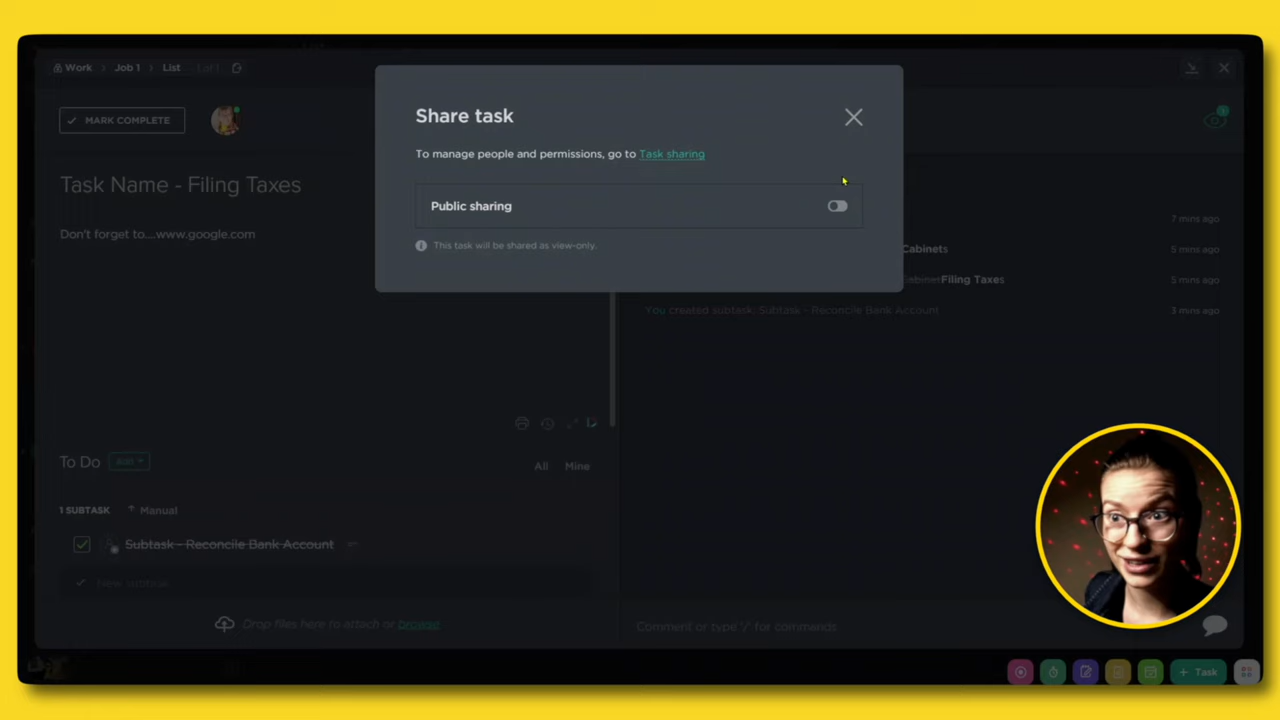 Work > Job 1 > List
MARK COMPLETE
1
Task Name - Filing Taxes
Don't forget to....www.google.com
To Do
All Mine
1 SUBTASK Manual
Subtask - Reconcile Bank Account
New subtask
Drop files here to attach or browse
Share task
To manage people and permissions, go to Task sharing
Public sharing
This task will be shared as view-only.
7 mins ago
Cabinets 5 mins ago
Filing Taxes 5 mins ago
You created subtask: Subtask - Reconcile Bank Account 3 mins ago
Comment or type '/' for commands
+ Task